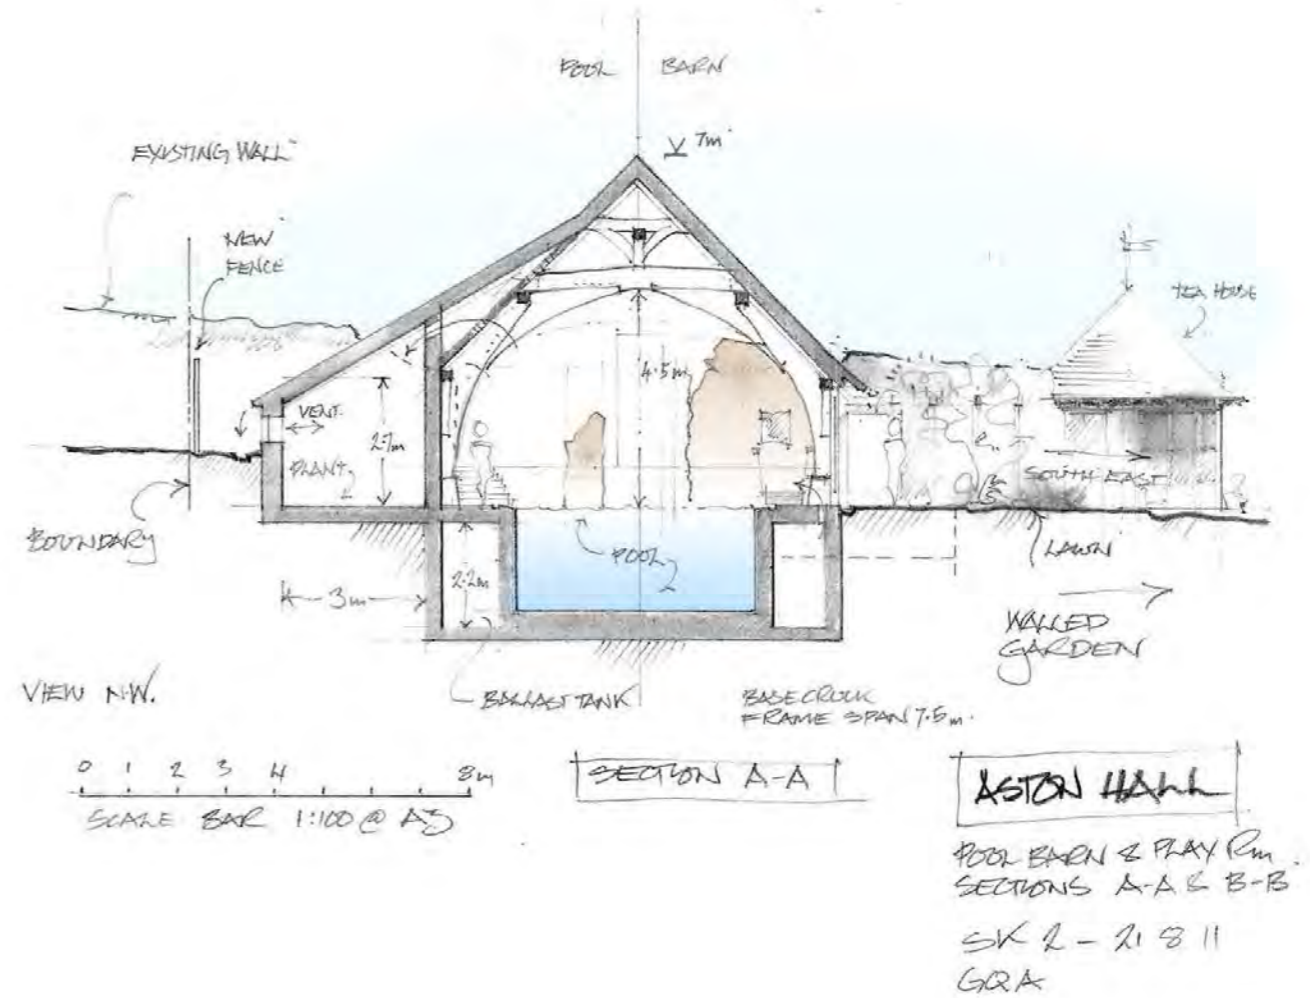 POOL BARN
7m
EXISTING WALL
NEW
FENCE
TEA HOUSE
4.5m
VENT.
2.1m
PLANT
SOUTH EAST
BOUNDARY
POOL
LAWN
2.2m
3m
WALLED
GARDEN
VIEW N.W.
BALLAST TANK
BASE CRUCK
FRAME SPAN 7.5m.
0 1 2 3 4 8m
SCALE BAR 1:100 @ A3
SECTION A-A
ASTON HALL
POOL BARN & PLAY Rm.
SECTIONS A-A & B-B
SK 2 - 21 8 11
GQA